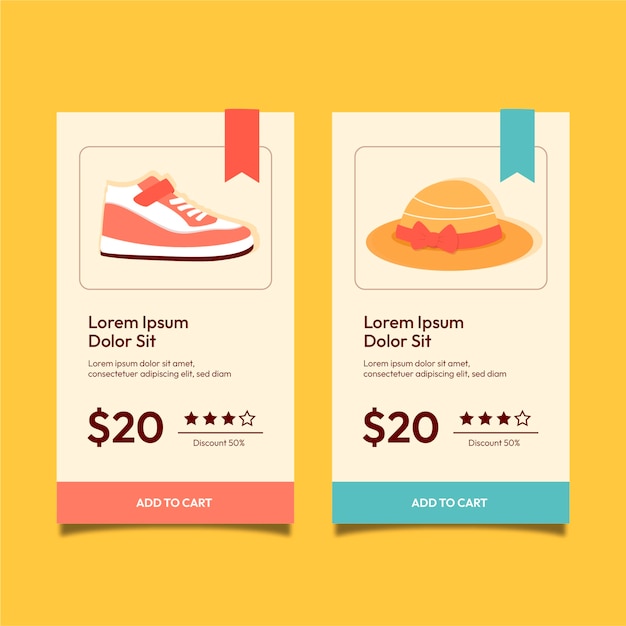 Lorem Ipsum
Dolor Sit
Lorem ipsum dolor sit amet,
consectetuer adipiscing elit, sed diam
$20
Discount 50%
ADD TO CART
Lorem Ipsum
Dolor Sit
Lorem ipsum dolor sit amet,
consectetuer adipiscing elit, sed diam
$20
Discount 50%
ADD TO CART